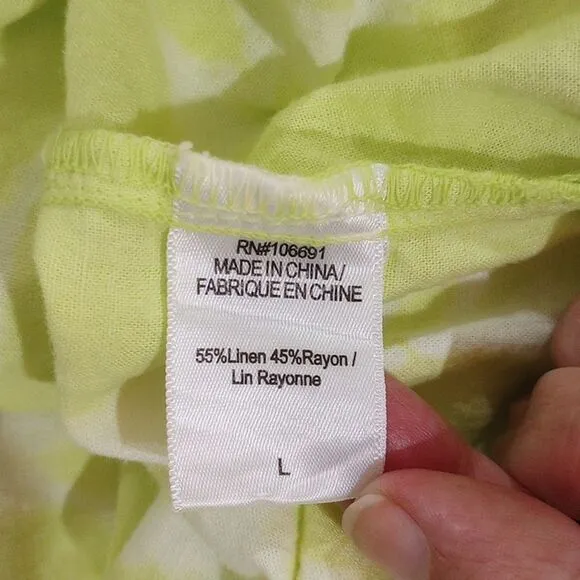 RN#106691
MADE IN CHINA/
FABRIQUE EN CHINE
55%Linen 45%Rayon /
Lin Rayonne
L